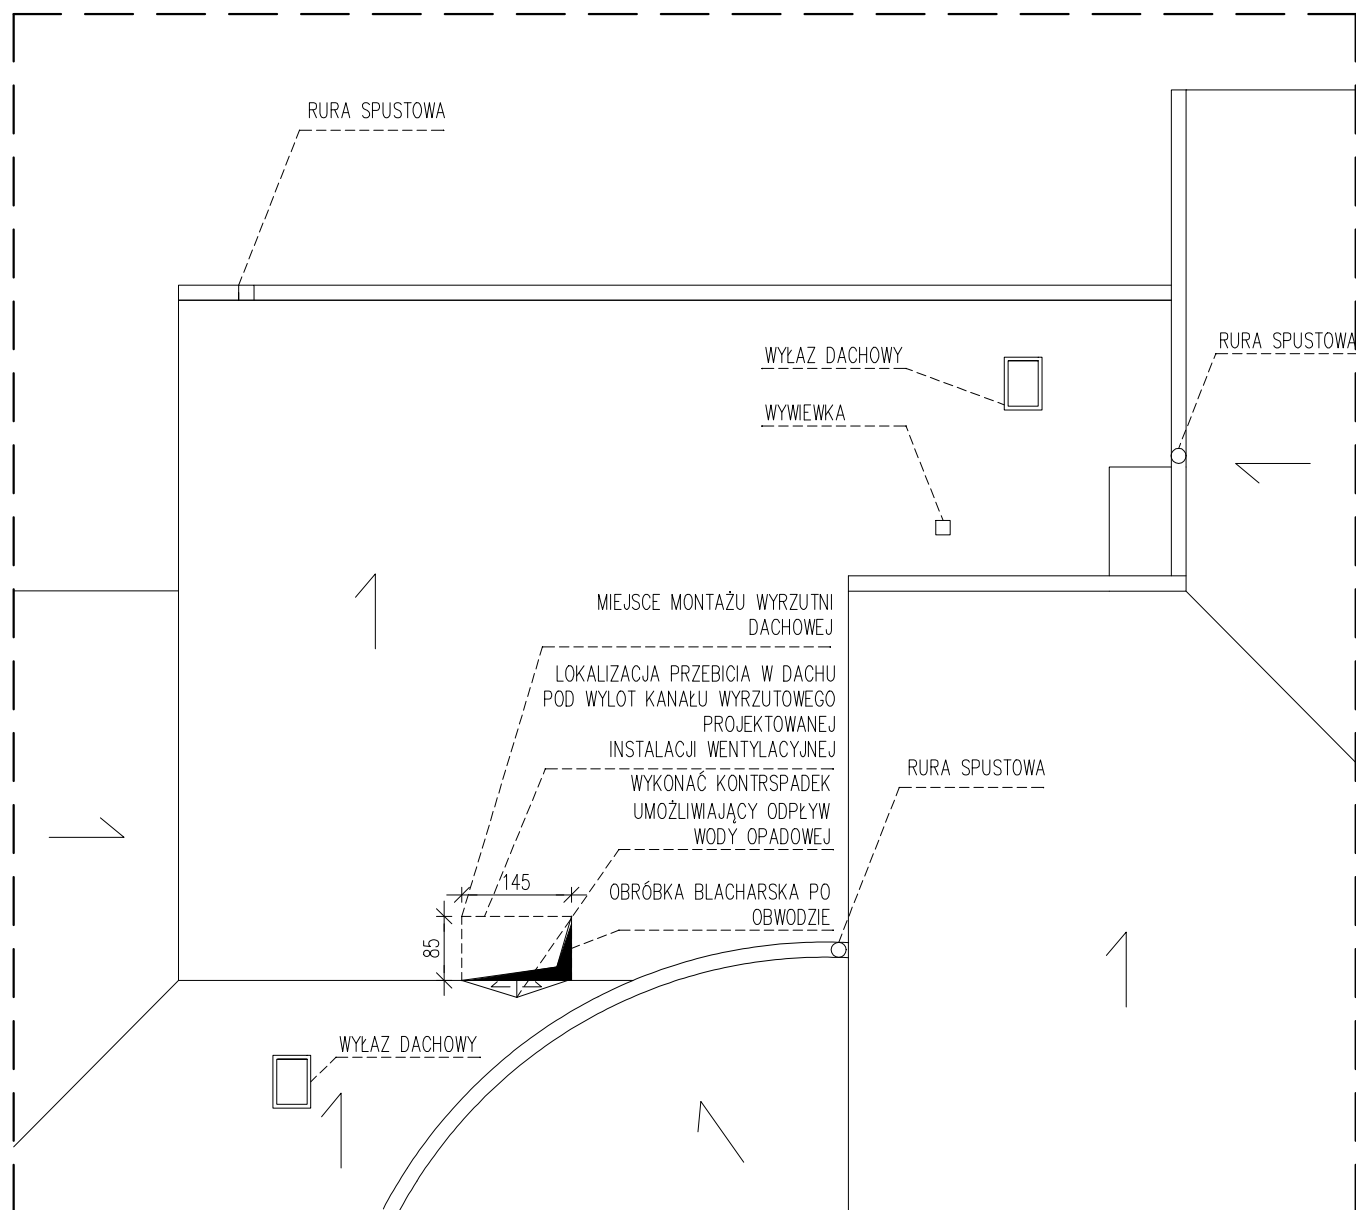 RURA SPUSTOWA
RURA SPUSTOWA
WYŁAZ DACHOWY
WYWIEWKA
MIEJSCE MONTAŻU WYRZUTNI
DACHOWEJ
LOKALIZACJA PRZEBICIA W DACHU
POD WYLOT KANAŁU WYRZUTOWEGO
PROJEKTOWANEJ
INSTALACJI WENTYLACYJNEJ
WYKONAĆ KONTRSPADEK
UMOŻLIWIAJĄCY ODPŁYW
WODY OPADOWEJ
RURA SPUSTOWA
145
OBRÓBKA BLACHARSKA PO
OBWODZIE
85
WYŁAZ DACHOWY